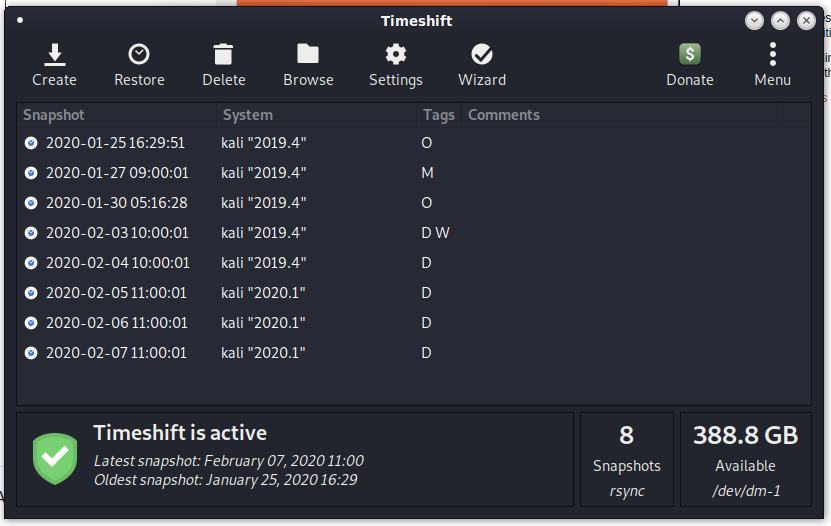 Timeshift
Create Restore Delete Browse Settings Wizard Donate Menu
Snapshot System Tags Comments
2020-01-25 16:29:51 kali "2019.4" O
2020-01-27 09:00:01 kali "2019.4" M
2020-01-30 05:16:28 kali "2019.4" O
2020-02-03 10:00:01 kali "2019.4" D W
2020-02-04 10:00:01 kali "2019.4" D
2020-02-05 11:00:01 kali "2020.1" D
2020-02-06 11:00:01 kali "2020.1" D
2020-02-07 11:00:01 kali "2020.1" D
Timeshift is active
Latest snapshot: February 07, 2020 11:00
Oldest snapshot: January 25, 2020 16:29
8
Snapshots
rsync
388.8 GB
Available
/dev/dm-1